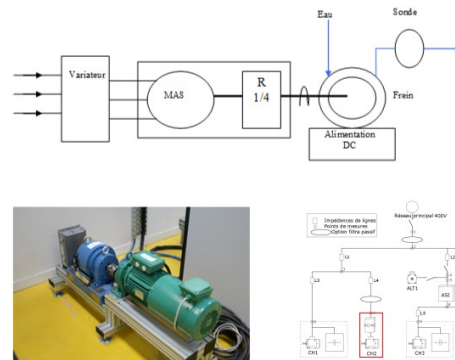 Eau
Sonde
Variateur
MAS
R
1/4
Frein
Alimentation
DC
Réseau principal 400V
Impédances de lignes
Points de mesures
Option filtre passif
L1
L2
L3
L4
ALT1
ASI
L5
CH1
CH2
CH3